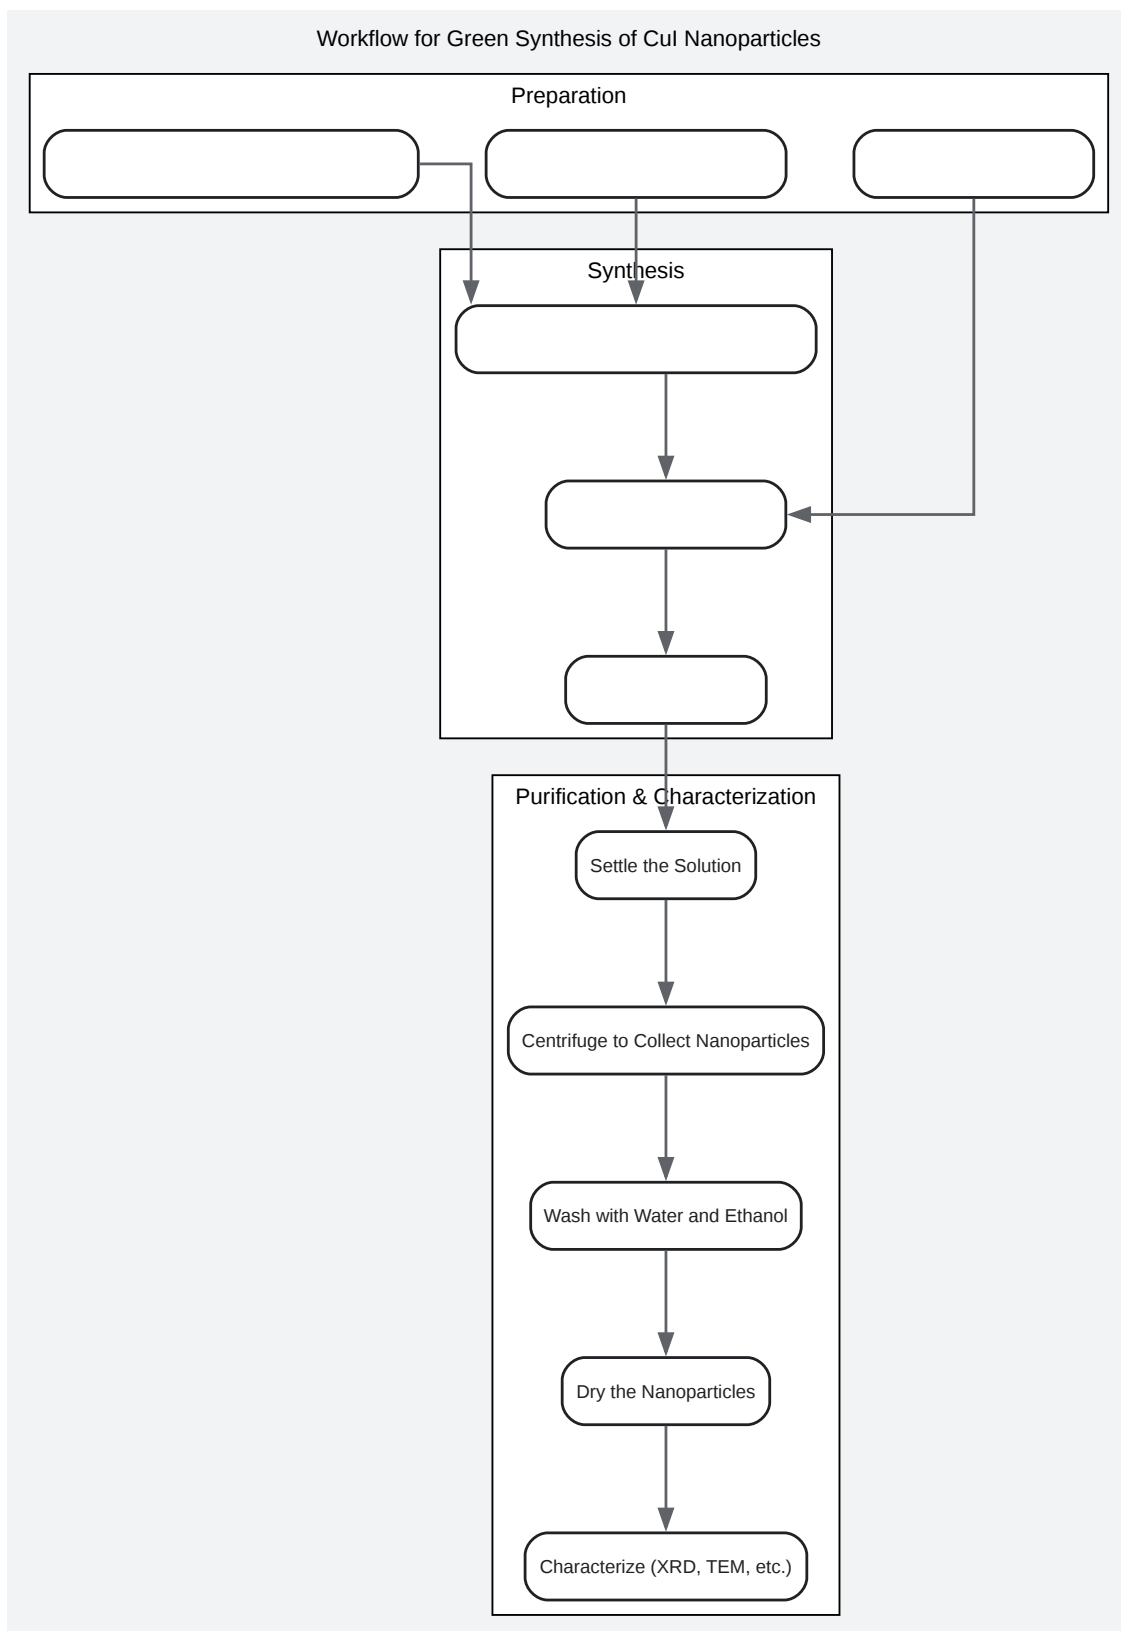 Workflow for Green Synthesis of CuI Nanoparticles
Preparation
Synthesis
Purification & Characterization
Settle the Solution
Centrifuge to Collect Nanoparticles
Wash with Water and Ethanol
Dry the Nanoparticles
Characterize (XRD, TEM, etc.)